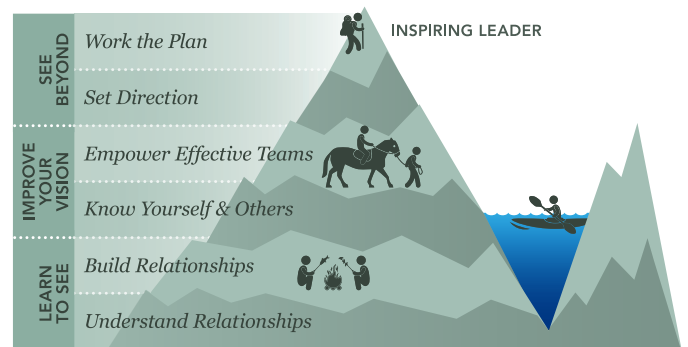 INSPIRING LEADER
SEE
BEYOND
Work the Plan
Set Direction
IMPROVE
YOUR
VISION
Empower Effective Teams
Know Yourself & Others
LEARN
TO SEE
Build Relationships
Understand Relationships